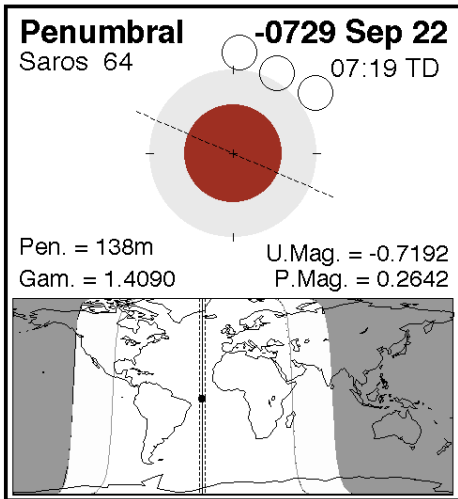 Penumbral -0729 Sep 22
Saros 64 07:19 TD
Pen. = 138m U.Mag. = -0.7192
Gam. = 1.4090 P.Mag. = 0.2642